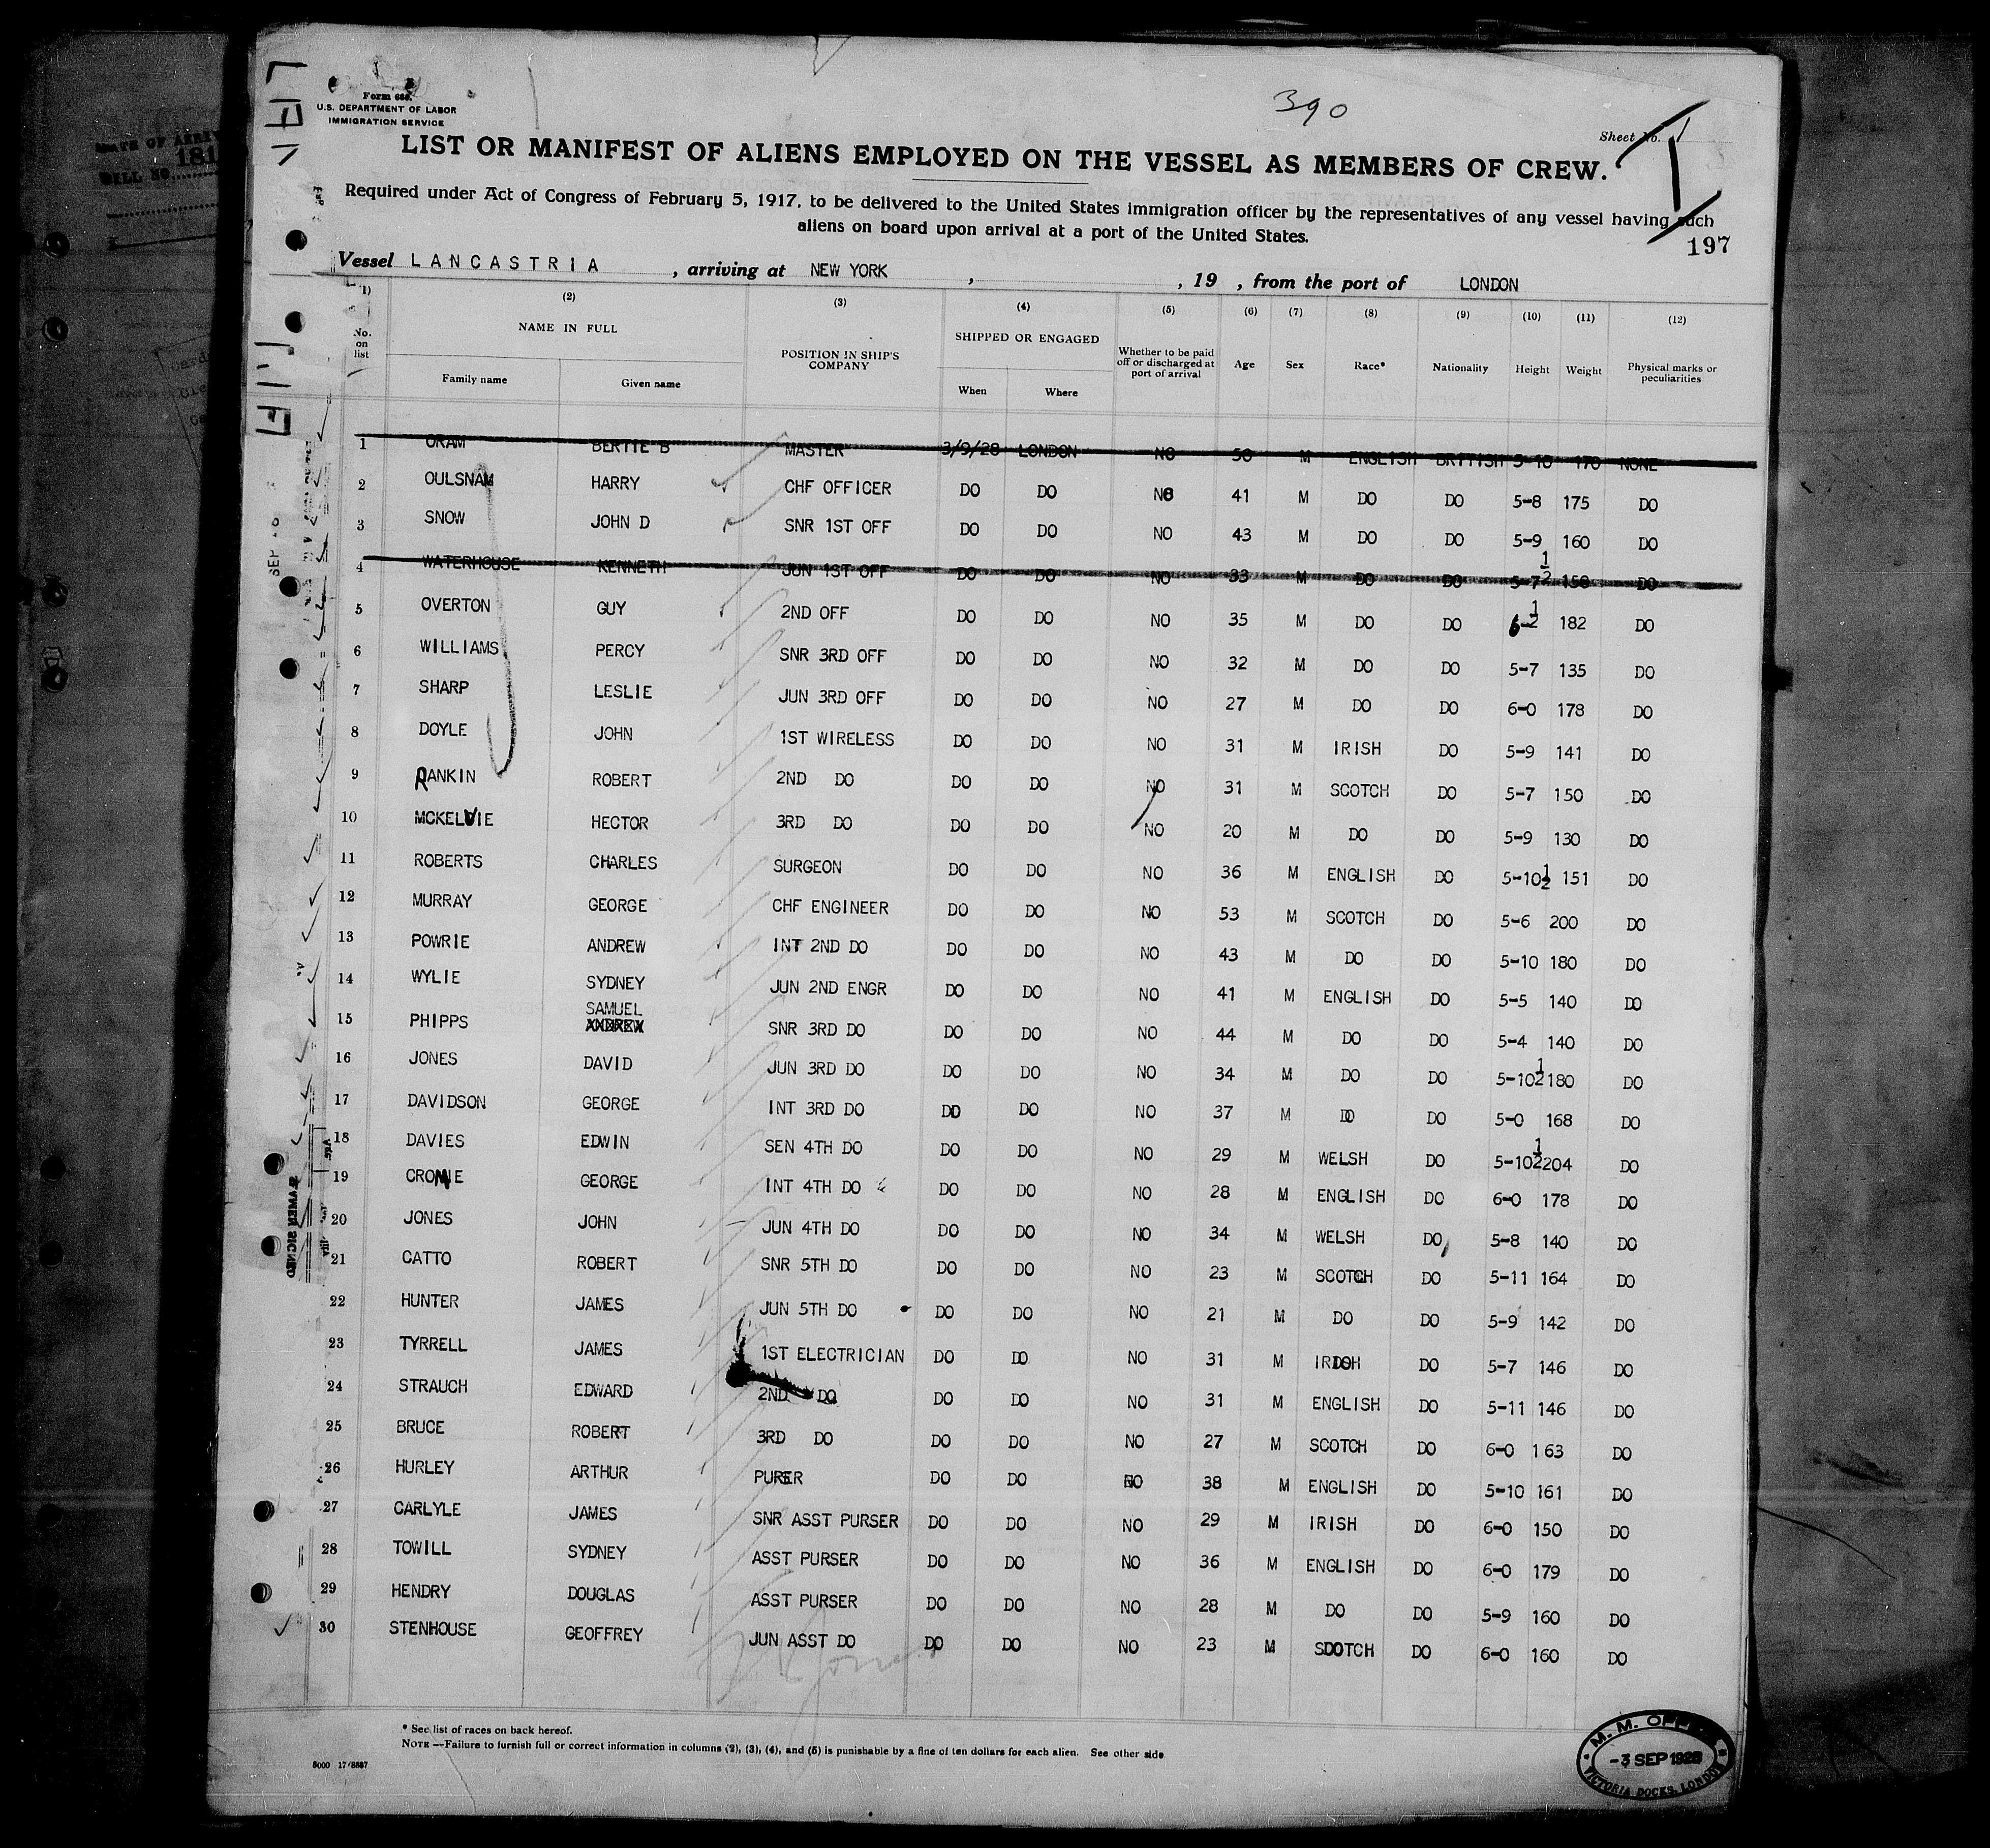 390
Form 688.
U.S. DEPARTMENT OF LABOR
IMMIGRATION SERVICE
Sheet No. 1
LIST OR MANIFEST OF ALIENS EMPLOYED ON THE VESSEL AS MEMBERS OF CREW.
Required under Act of Congress of February 5, 1917, to be delivered to the United States immigration officer by the representatives of any vessel having such
aliens on board upon arrival at a port of the United States.
197
Vessel LANCASTRIA, arriving at NEW YORK, , 19 , from the port of LONDON
(1) (2) (3) (4) (5) (6) (7) (8) (9) (10) (11) (12)
No. on list NAME IN FULL POSITION IN SHIP'S COMPANY SHIPPED OR ENGAGED Whether to be paid off or discharged at port of arrival Age Sex Race* Nationality Height Weight Physical marks or peculiarities
Family name Given name When Where
1 ORAM BERTIE B MASTER 3/9/28 LONDON NO 50 M ENGLISH BRITISH 5-10 170 NONE
2 OULSNAM HARRY CHF OFFICER DO DO NO 41 M DO DO 5-8 175 DO
3 SNOW JOHN D SNR 1ST OFF DO DO NO 43 M DO DO 5-9 160 DO
4 WATERHOUSE KENNETH JUN 1ST OFF DO DO NO 33 M DO DO 5-7½ 158 DO
5 OVERTON GUY 2ND OFF DO DO NO 35 M DO DO 6-½ 182 DO
6 WILLIAMS PERCY SNR 3RD OFF DO DO NO 32 M DO DO 5-7 135 DO
7 SHARP LESLIE JUN 3RD OFF DO DO NO 27 M DO DO 6-0 178 DO
8 DOYLE JOHN 1ST WIRELESS DO DO NO 31 M IRISH DO 5-9 141 DO
9 RANKIN ROBERT 2ND DO DO DO NO 31 M SCOTCH DO 5-7 150 DO
10 MCKELVIE HECTOR 3RD DO DO DO NO 20 M DO DO 5-9 130 DO
11 ROBERTS CHARLES SURGEON DO DO NO 36 M ENGLISH DO 5-10½ 151 DO
12 MURRAY GEORGE CHF ENGINEER DO DO NO 53 M SCOTCH DO 5-6 200 DO
13 POWRIE ANDREW INT 2ND DO DO DO NO 43 M DO DO 5-10 180 DO
14 WYLIE SYDNEY JUN 2ND ENGR DO DO NO 41 M ENGLISH DO 5-5 140 DO
15 PHIPPS SAMUEL ANDREW SNR 3RD DO DO DO NO 44 M DO DO 5-4 140 DO
16 JONES DAVID JUN 3RD DO DO DO NO 34 M DO DO 5-10½ 180 DO
17 DAVIDSON GEORGE INT 3RD DO DO DO NO 37 M DO DO 5-0 168 DO
18 DAVIES EDWIN SEN 4TH DO DO DO NO 29 M WELSH DO 5-10½ 204 DO
19 CROMIE GEORGE INT 4TH DO DO DO NO 28 M ENGLISH DO 6-0 178 DO
20 JONES JOHN JUN 4TH DO DO DO NO 34 M WELSH DO 5-8 140 DO
21 CATTO ROBERT SNR 5TH DO DO DO NO 23 M SCOTCH DO 5-11 164 DO
22 HUNTER JAMES JUN 5TH DO DO DO NO 21 M DO DO 5-9 142 DO
23 TYRRELL JAMES 1ST ELECTRICIAN DO DO NO 31 M IRISH DO 5-7 146 DO
24 STRAUCH EDWARD 2ND DO DO DO NO 31 M ENGLISH DO 5-11 146 DO
25 BRUCE ROBERT 3RD DO DO DO NO 27 M SCOTCH DO 6-0 163 DO
26 HURLEY ARTHUR PURSER DO DO NO 38 M ENGLISH DO 5-10 161 DO
27 CARLYLE JAMES SNR ASST PURSER DO DO NO 29 M IRISH DO 6-0 150 DO
28 TOWILL SYDNEY ASST PURSER DO DO NO 36 M ENGLISH DO 6-0 179 DO
29 HENDRY DOUGLAS ASST PURSER DO DO NO 28 M DO DO 5-9 160 DO
30 STENHOUSE GEOFFREY JUN ASST DO DO DO NO 23 M SCOTCH DO 6-0 160 DO
* See list of races on back hereof.
NOTE —Failure to furnish full or correct information in columns (2), (3), (4), and (5) is punishable by a fine of ten dollars for each alien. See other side
5000 17/8887
M. M. OFFICE
-3 SEP 1928
VICTORIA DOCKS, LONDON
SEAMEN SIGNED
181